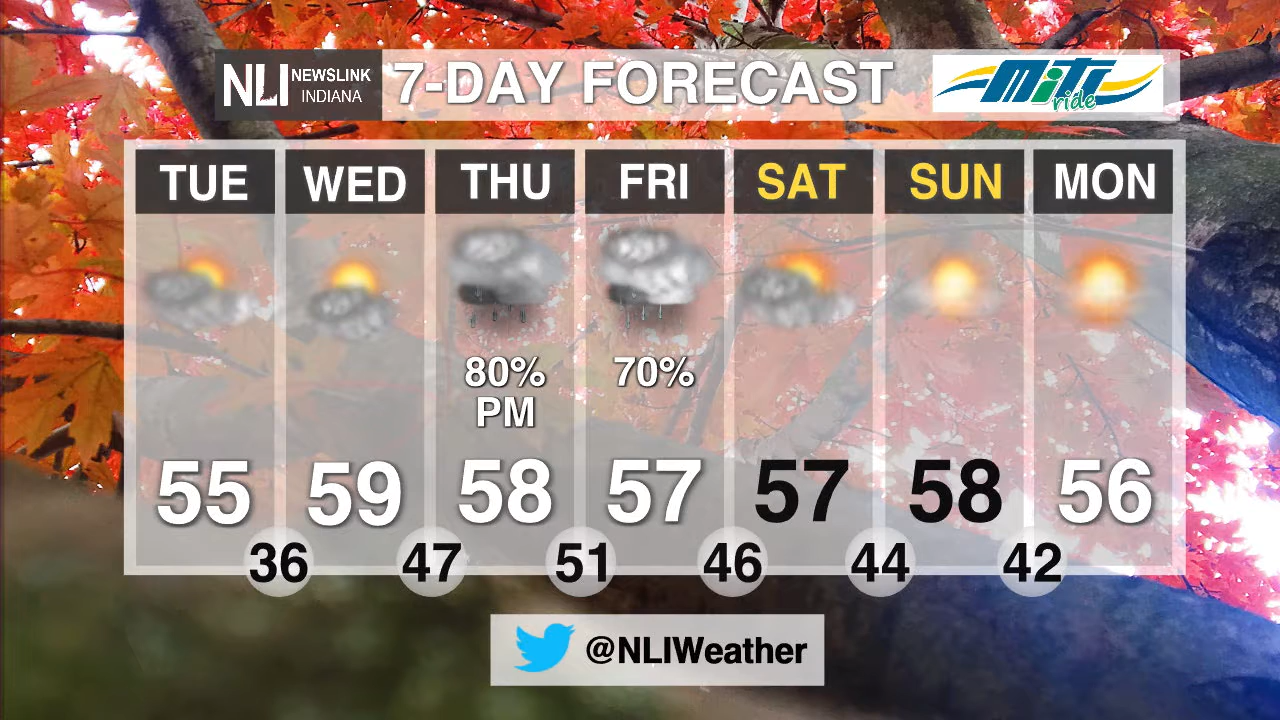 NLI NEWSLINK INDIANA 7-DAY FORECAST MiTS ride
TUE WED THU FRI SAT SUN MON
80% 70%
PM
55 59 58 57 57 58 56
36 47 51 46 44 42
@NLIWeather